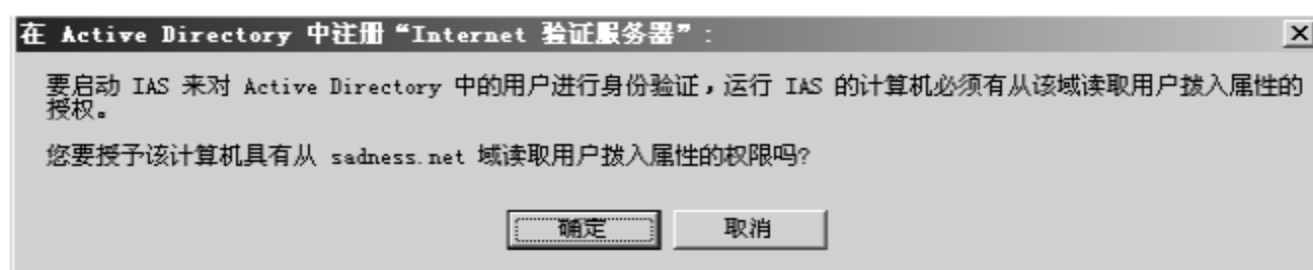 在 Active Directory 中注册“Internet 验证服务器”:
要启动 IAS 来对 Active Directory 中的用户进行身份验证，运行 IAS 的计算机必须有从该域读取用户拨入属性的
授权。
您要授予该计算机具有从 sadness.net 域读取用户拨入属性的权限吗?
确定 取消